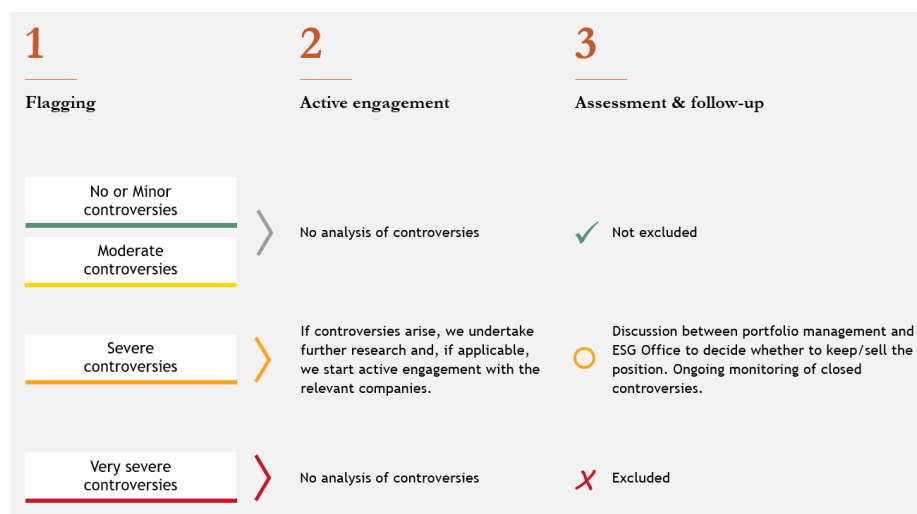 1
2
3
Flagging
Active engagement
Assessment & follow-up
No or Minor
controversies
Moderate
controversies
No analysis of controversies
Not excluded
Severe
controversies
If controversies arise, we undertake
further research and, if applicable,
we start active engagement with the
relevant companies.
Discussion between portfolio management and
ESG Office to decide whether to keep/sell the
position. Ongoing monitoring of closed
controversies.
Very severe
controversies
No analysis of controversies
Excluded